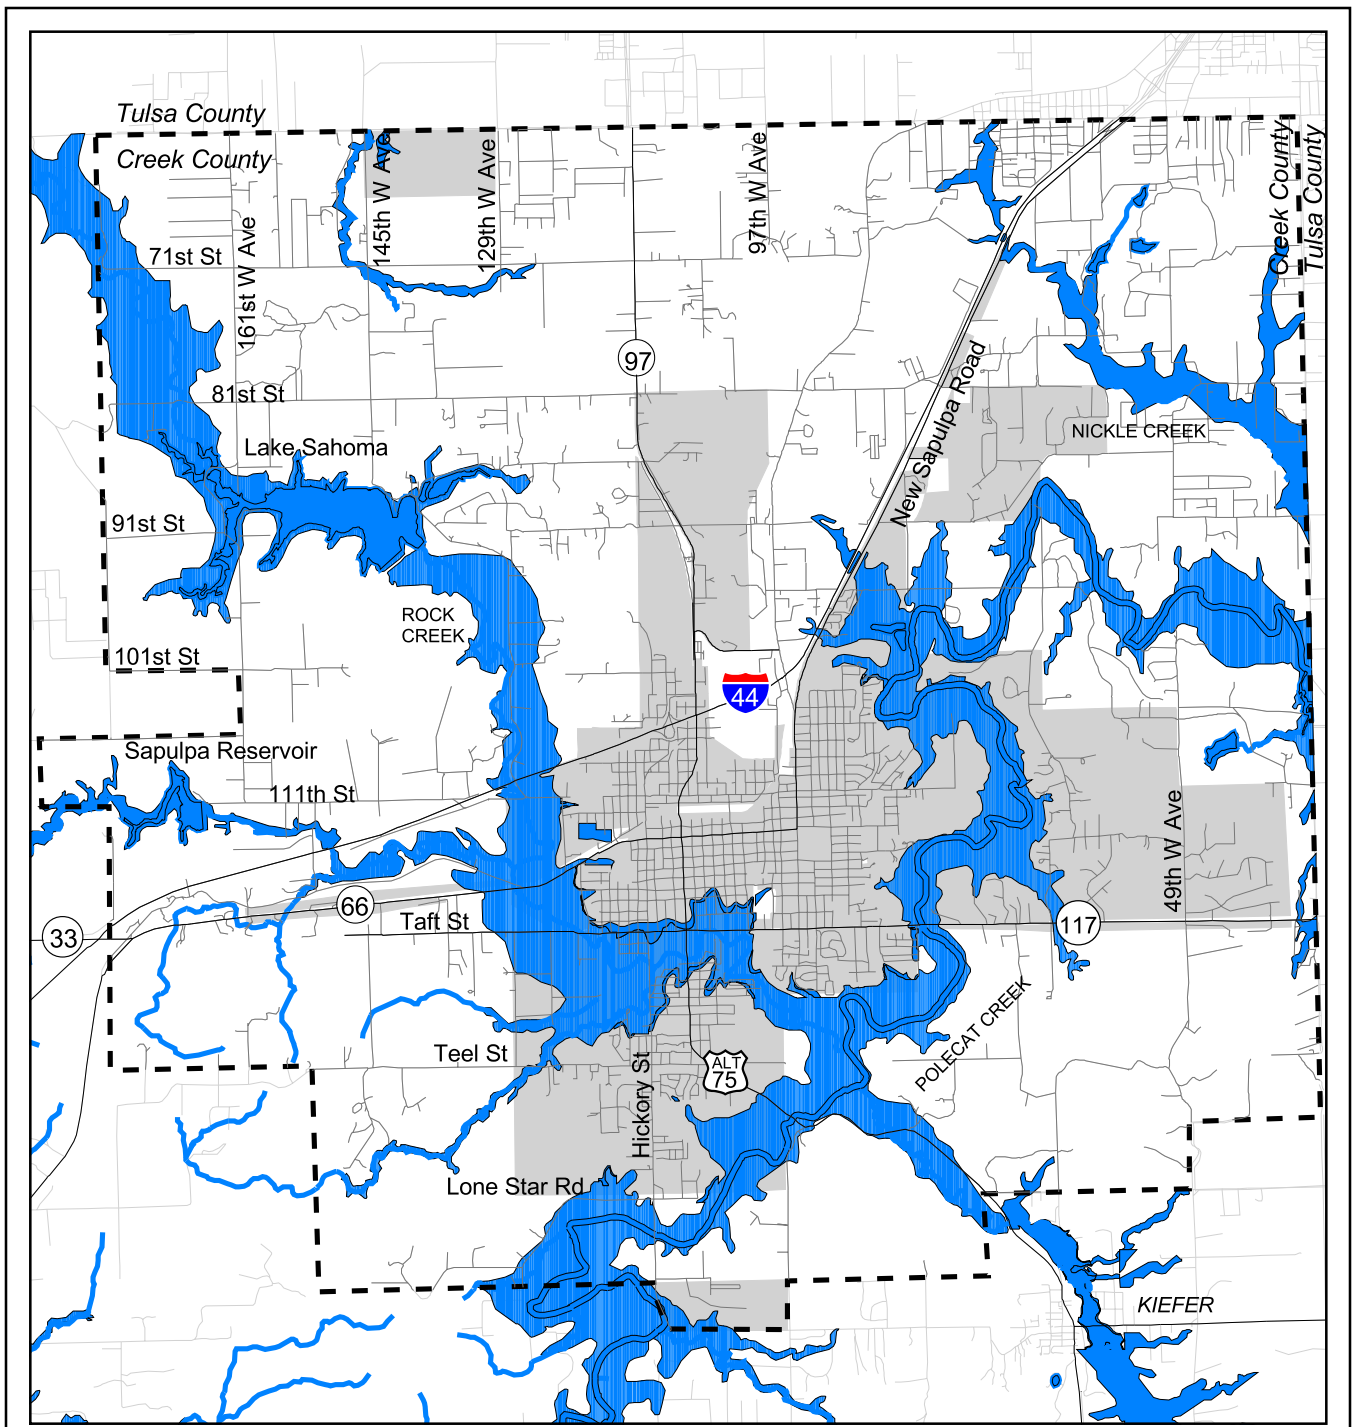 Tulsa County
Creek County
145th W Ave
129th W Ave
97th W Ave
Creek County
Tulsa County
161st W Ave
71st St
97
81st St
New Sapulpa Road
NICKLE CREEK
Lake Sahoma
91st St
ROCK
CREEK
101st St
44
Sapulpa Reservoir
111th St
49th W Ave
66
Taft St
117
33
POLECAT CREEK
Teel St
Hickory St
ALT
75
Lone Star Rd
KIEFER